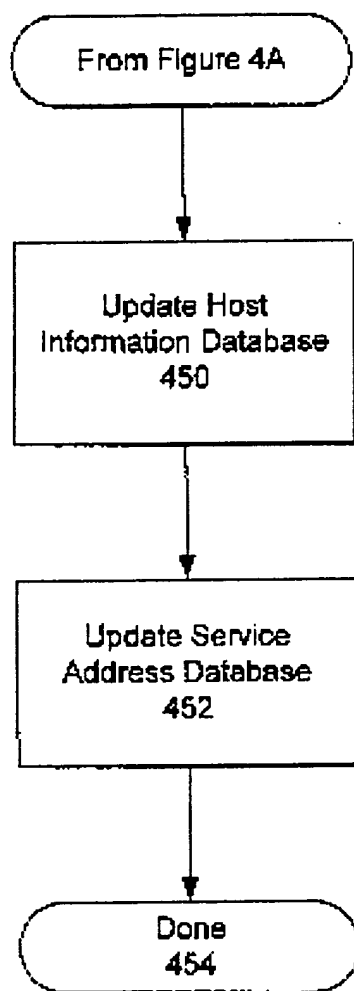 From Figure 4A
Update Host
Information Database
450
Update Service
Address Database
452
Done
454